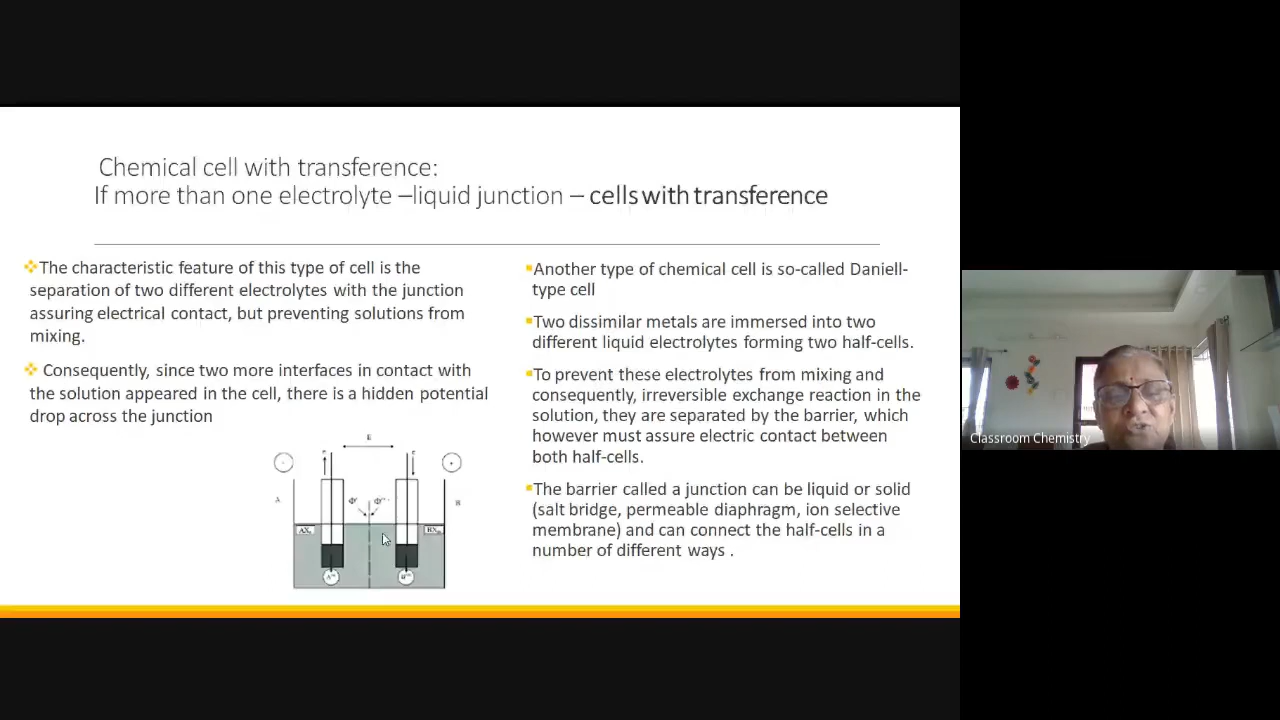 Chemical cell with transference:
If more than one electrolyte –liquid junction – cells with transference
The characteristic feature of this type of cell is the
separation of two different electrolytes with the junction
assuring electrical contact, but preventing solutions from
mixing.
Consequently, since two more interfaces in contact with
the solution appeared in the cell, there is a hidden potential
drop across the junction
E
A
B
AX
BX
Another type of chemical cell is so-called Daniell-
type cell
Two dissimilar metals are immersed into two
different liquid electrolytes forming two half-cells.
To prevent these electrolytes from mixing and
consequently, irreversible exchange reaction in the
solution, they are separated by the barrier, which
however must assure electric contact between
both half-cells.
The barrier called a junction can be liquid or solid
(salt bridge, permeable diaphragm, ion selective
membrane) and can connect the half-cells in a
number of different ways .
Classroom Chemistry